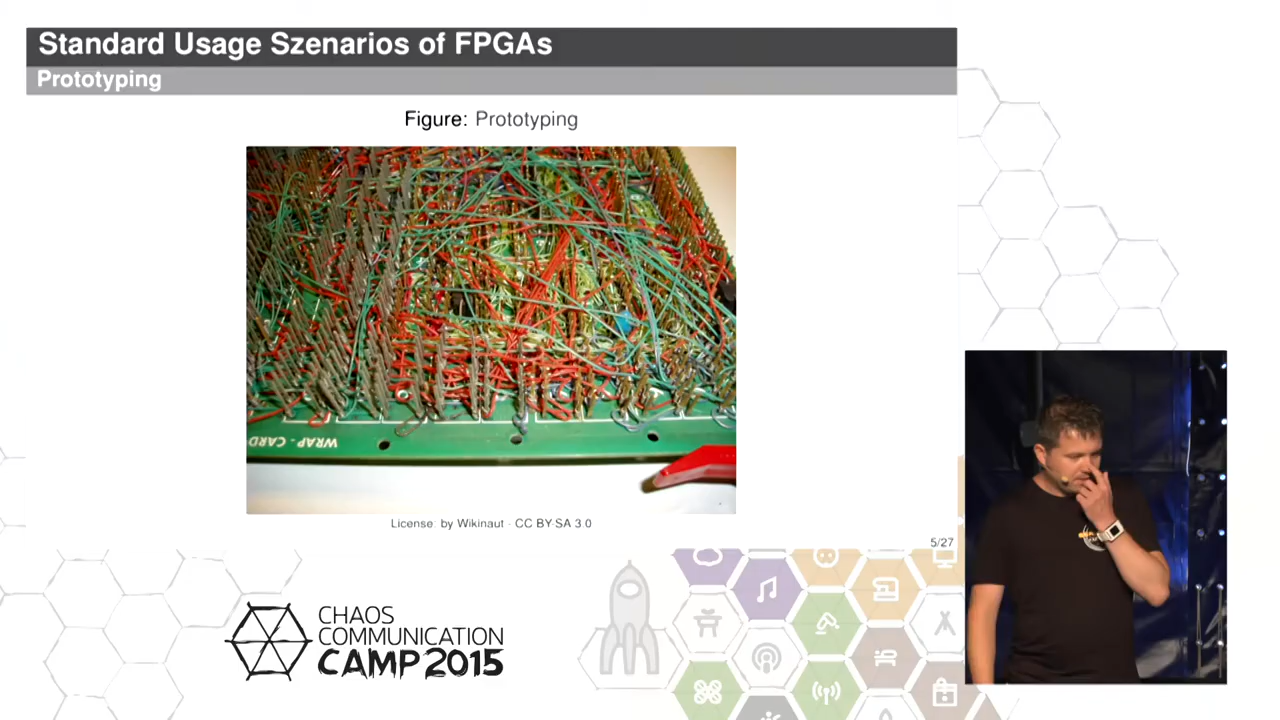 Standard Usage Szenarios of FPGAs
Prototyping
Figure: Prototyping
WRAP-CARD
License: by Wikinaut - CC BY-SA 3.0
5/27
CHAOS
COMMUNICATION
CAMP 2015